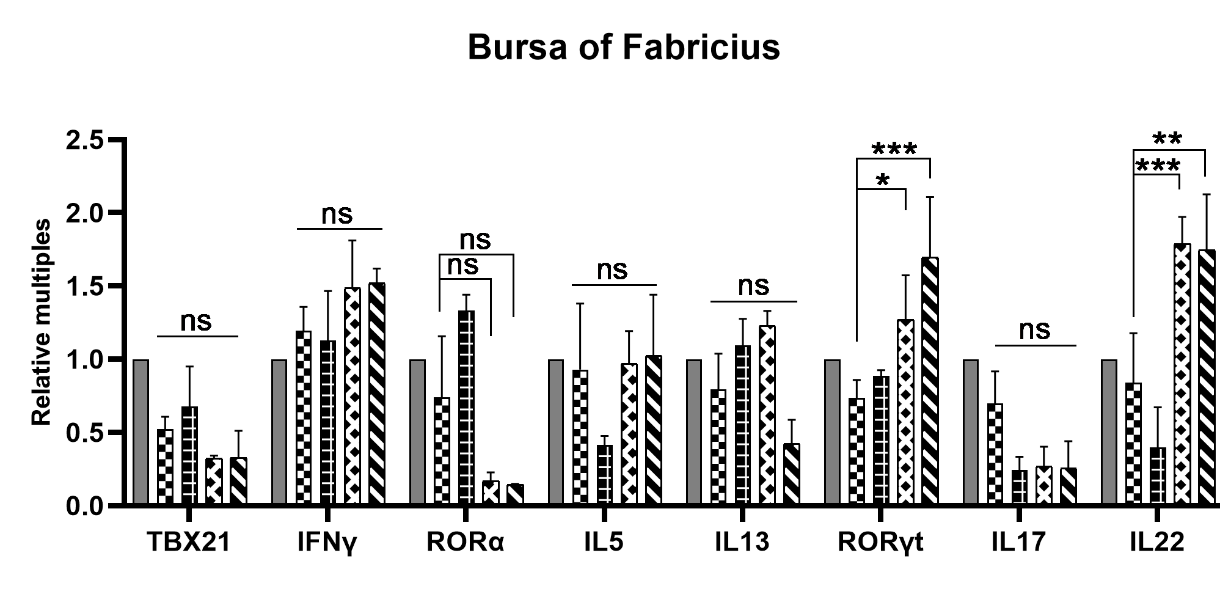 Bursa of Fabricius
Relative multiples
2.5
2.0
1.5
1.0
0.5
0.0
ns
ns
ns
ns
ns
ns
***
*
ns
**
***
TBX21 IFNγ RORα IL5 IL13 RORγt IL17 IL22